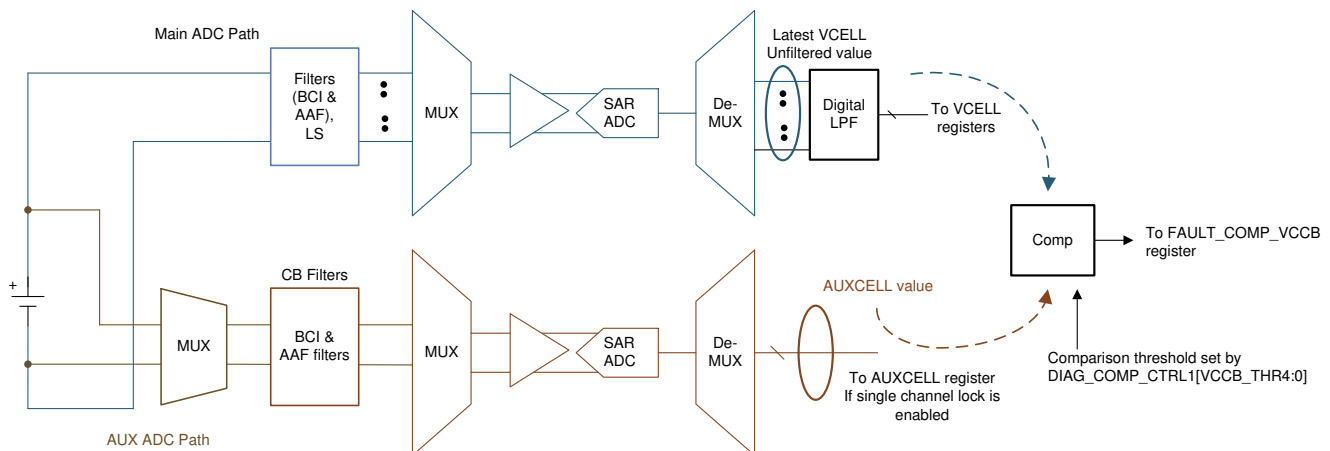 Main ADC Path
Filters
(BCI &
AAF),
LS
MUX
SAR
ADC
De-
MUX
Latest VCELL
Unfiltered value
Digital
LPF
To VCELL
registers
Comp
To FAULT_COMP_VCCB
register
Comparison threshold set by
DIAG_COMP_CTRL1[VCCB_THR4:0]
+
MUX
CB Filters
BCI &
AAF filters
MUX
SAR
ADC
De-
MUX
AUXCELL value
To AUXCELL register
If single channel lock is
enabled
AUX ADC Path